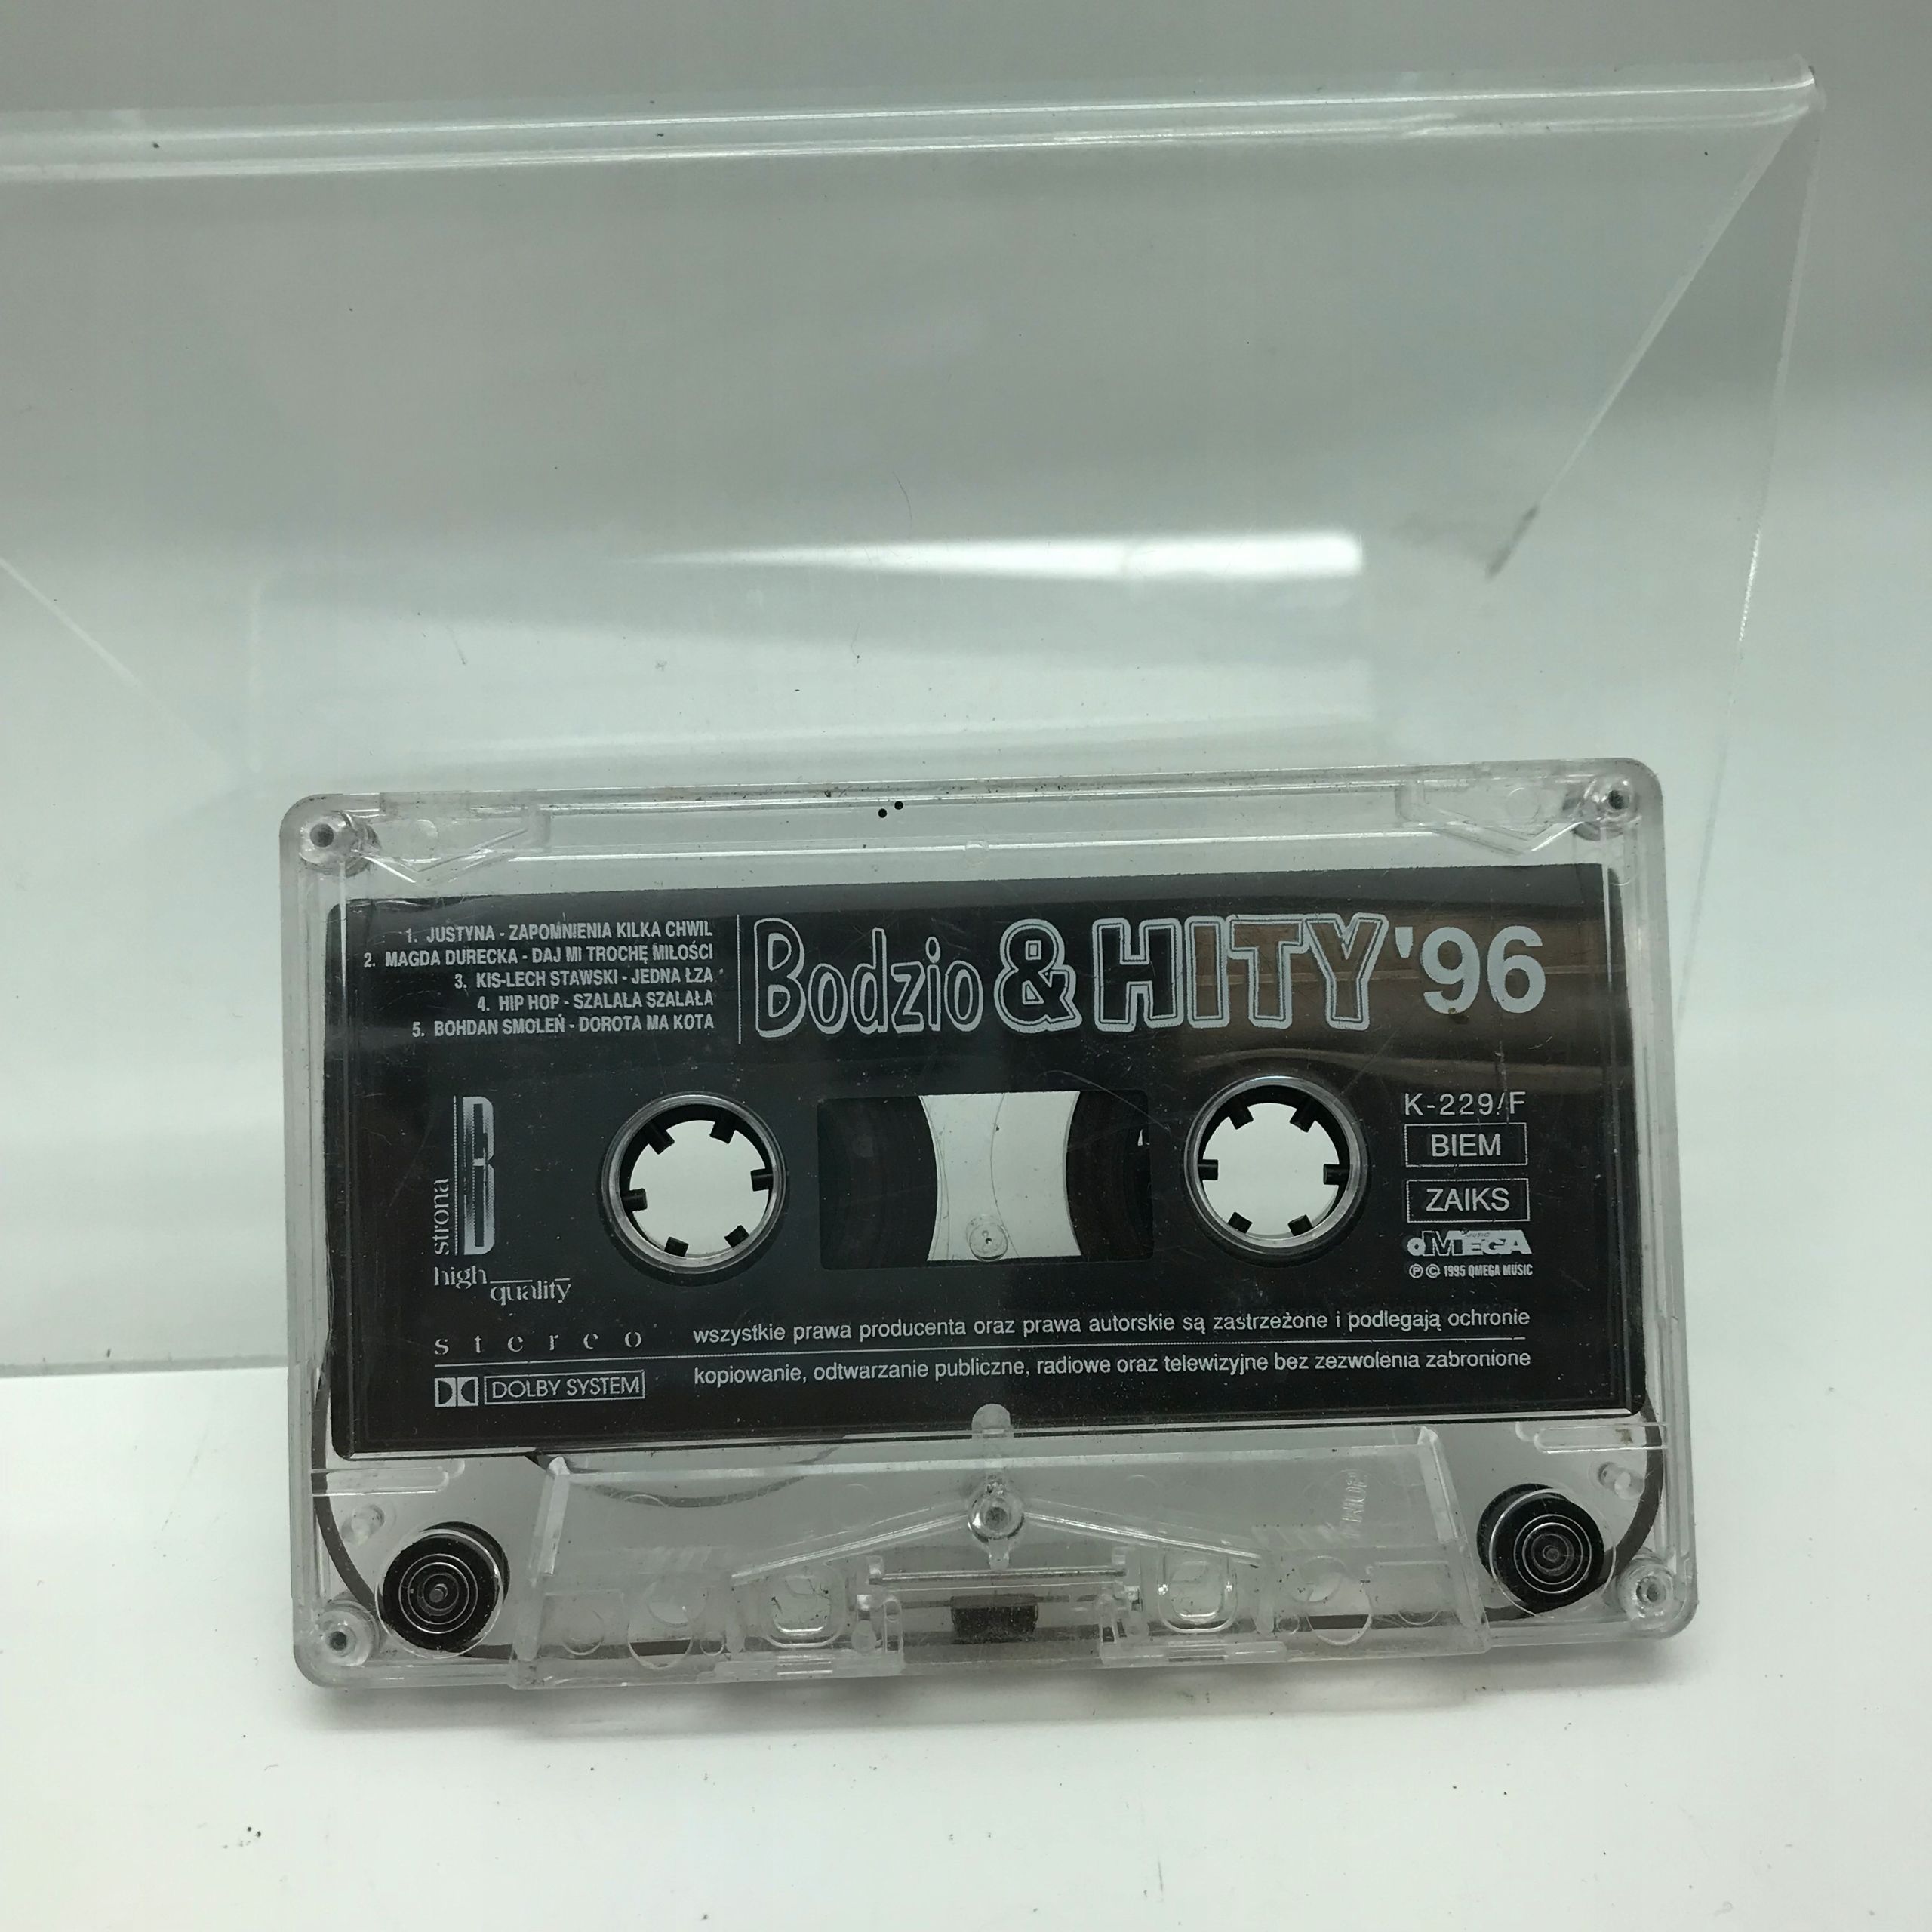 1. JUSTYNA - ZAPOMNIENIA KILKA CHWIL
2. MAGDA DURECKA - DAJ MI TROCHĘ MIŁOŚCI
3. KIS-LECH STAWSKI - JEDNA ŁZA
4. HIP HOP - SZALALA SZALAŁA
5. BOHDAN SMOLEŃ - DOROTA MA KOTA
Bodzio & HITY '96
strona B
high quality
K-229/F
BIEM
ZAIKS
OMEGA
℗ © 1995 OMEGA MUSIC
stereo
DOLBY SYSTEM
wszystkie prawa producenta oraz prawa autorskie są zastrzeżone i podlegają ochronie
kopiowanie, odtwarzanie publiczne, radiowe oraz telewizyjne bez zezwolenia zabronione